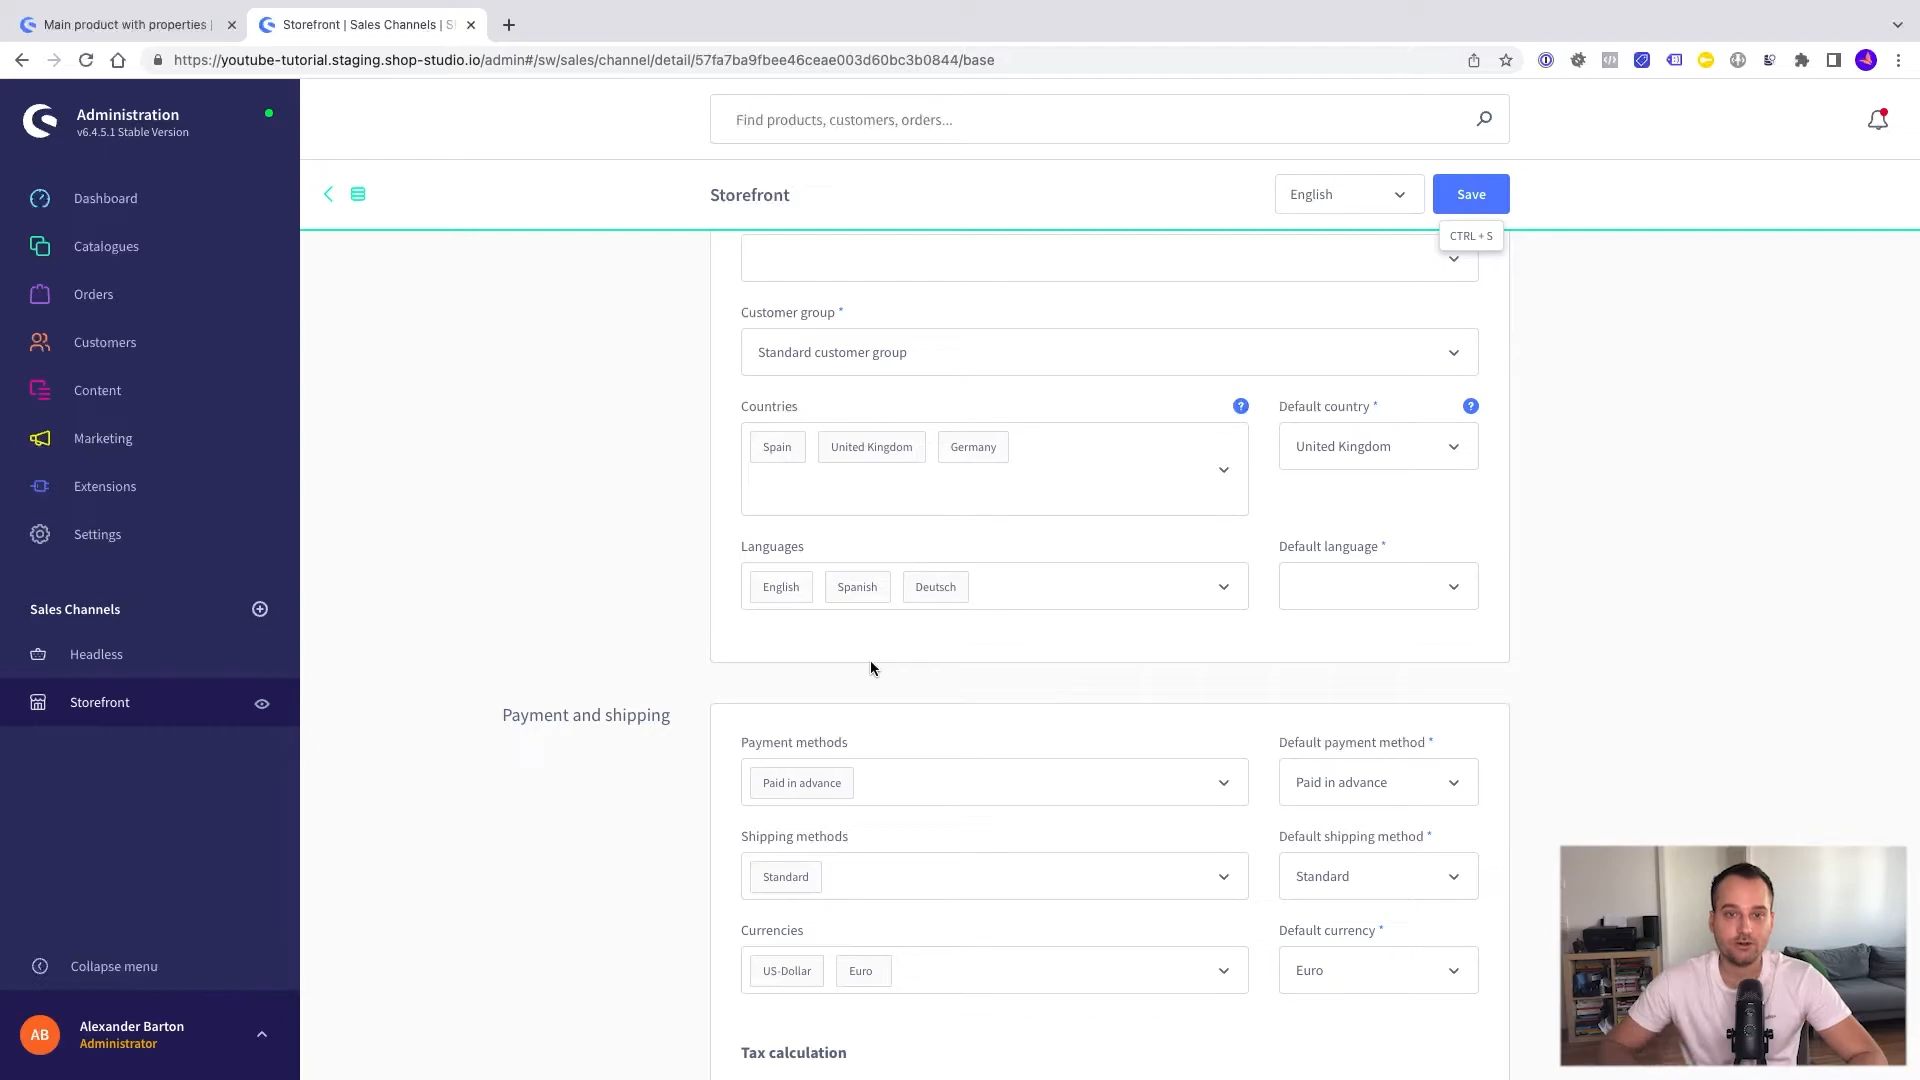 Main product with properties |
Storefront | Sales Channels | S
https://youtube-tutorial.staging.shop-studio.io/admin#/sw/sales/channel/detail/57fa7ba9fbee46ceae003d60bc3b0844/base
Administration
v6.4.5.1 Stable Version
Find products, customers, orders...
Dashboard
Catalogues
Orders
Customers
Content
Marketing
Extensions
Settings
Sales Channels
Headless
Storefront
Collapse menu
AB
Alexander Barton
Administrator
Storefront
English
Save
CTRL + S
Customer group *
Standard customer group
Countries
?
Default country *
?
Spain
United Kingdom
Germany
United Kingdom
Languages
Default language *
English
Spanish
Deutsch
Payment and shipping
Payment methods
Default payment method *
Paid in advance
Paid in advance
Shipping methods
Default shipping method *
Standard
Standard
Currencies
Default currency *
US-Dollar
Euro
Euro
Tax calculation